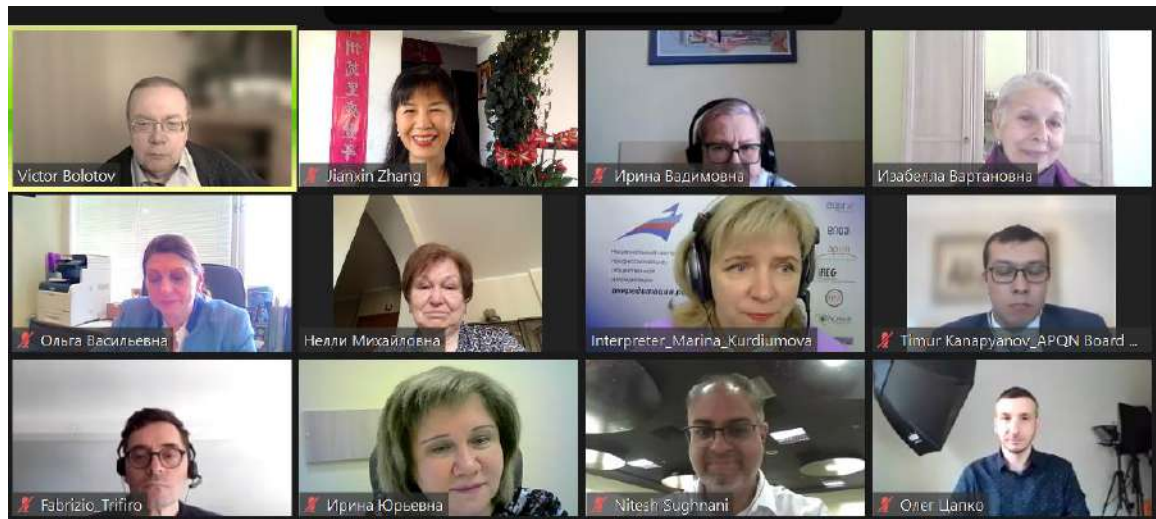 Victor Bolotov
Jianxin Zhang
Ирина Вадимовна
Изабелла Вартановна
Ольга Васильевна
Нелли Михайловна
Interpreter_Marina_Kurdiumova
Timur Kanapyanov_APQN Board ...
Fabrizio_Trifiro
Ирина Юрьевна
Nitesh Sughnani
Олег Цапко